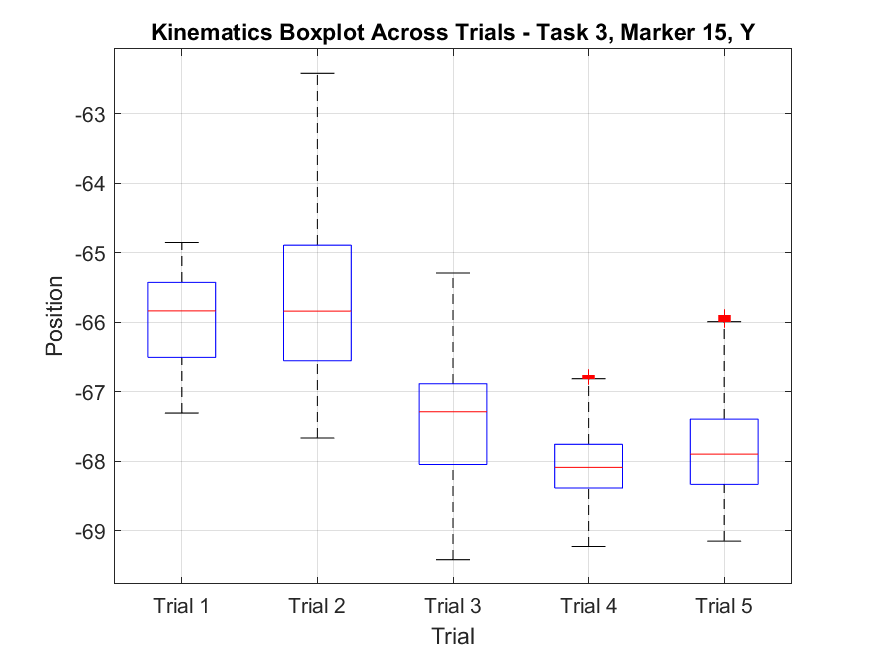 Kinematics Boxplot Across Trials - Task 3, Marker 15, Y
-63
-64
-65
-66
-67
-68
-69
Position
Trial 1 Trial 2 Trial 3 Trial 4 Trial 5
Trial